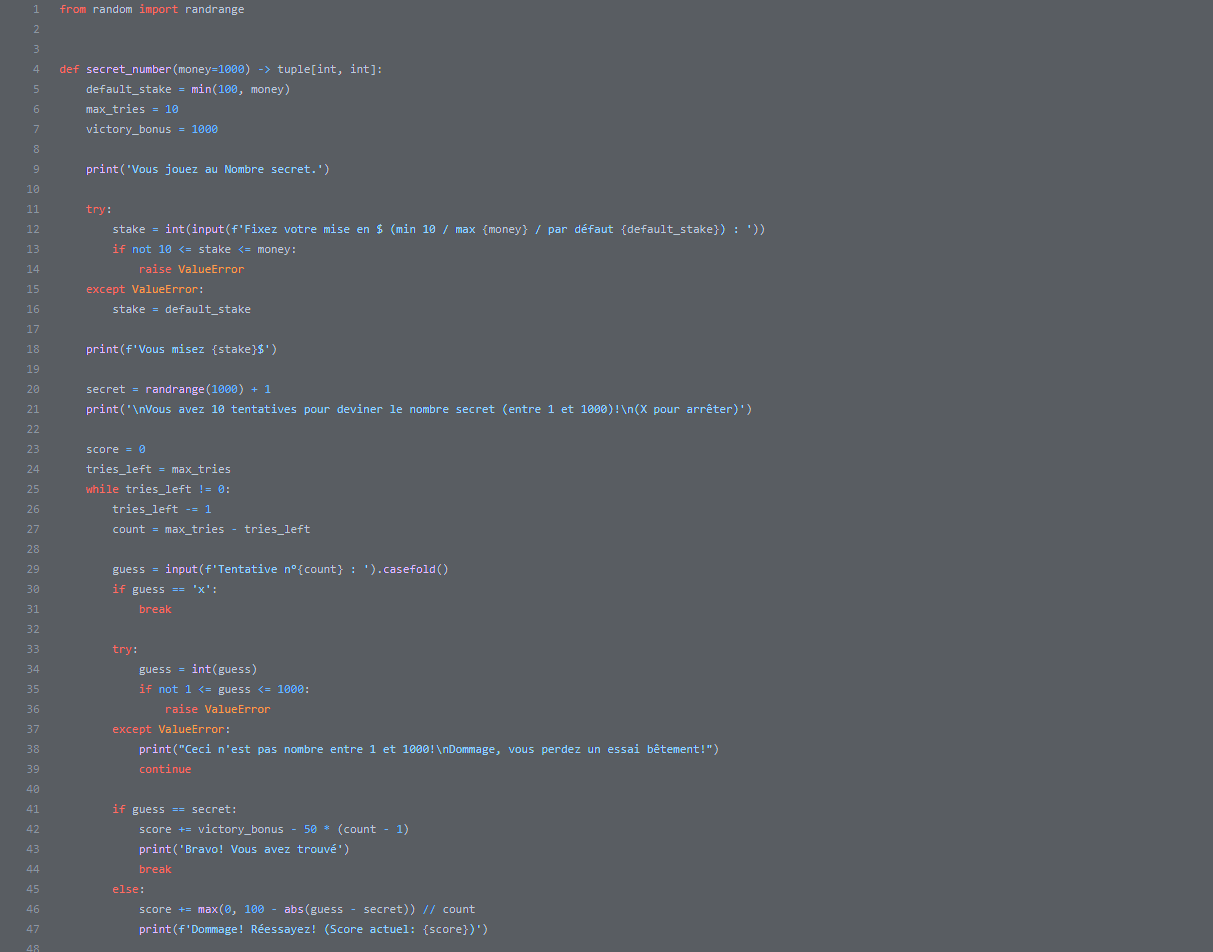 1 from random import randrange
2
3
4 def secret_number(money=1000) -> tuple[int, int]:
5     default_stake = min(100, money)
6     max_tries = 10
7     victory_bonus = 1000
8
9     print('Vous jouez au Nombre secret.')
10
11     try:
12         stake = int(input(f'Fixez votre mise en $ (min 10 / max {money} / par défaut {default_stake}) : '))
13         if not 10 <= stake <= money:
14             raise ValueError
15     except ValueError:
16         stake = default_stake
17
18     print(f'Vous misez {stake}$')
19
20     secret = randrange(1000) + 1
21     print('\nVous avez 10 tentatives pour deviner le nombre secret (entre 1 et 1000)!\n(X pour arrêter)')
22
23     score = 0
24     tries_left = max_tries
25     while tries_left != 0:
26         tries_left -= 1
27         count = max_tries - tries_left
28
29         guess = input(f'Tentative n°{count} : ').casefold()
30         if guess == 'x':
31             break
32
33         try:
34             guess = int(guess)
35             if not 1 <= guess <= 1000:
36                 raise ValueError
37         except ValueError:
38             print("Ceci n'est pas nombre entre 1 et 1000!\nDommage, vous perdez un essai bêtement!")
39             continue
40
41         if guess == secret:
42             score += victory_bonus - 50 * (count - 1)
43             print('Bravo! Vous avez trouvé')
44             break
45         else:
46             score += max(0, 100 - abs(guess - secret)) // count
47             print(f'Dommage! Réessayez! (Score actuel: {score})')
48